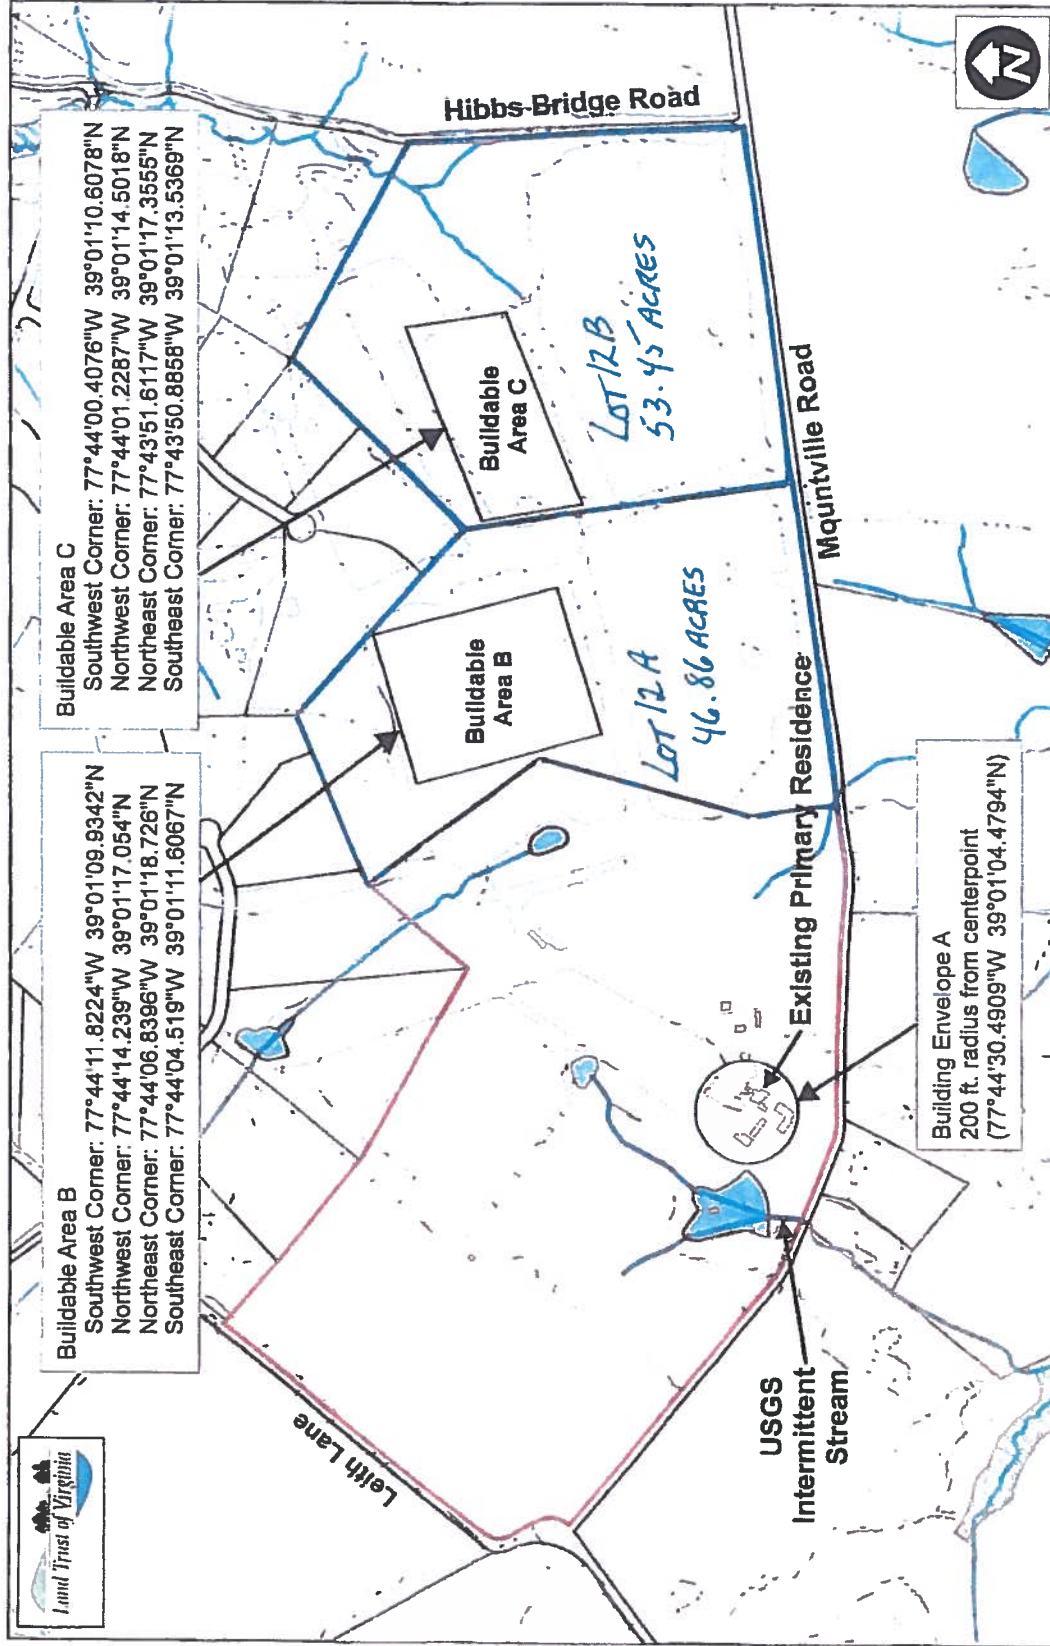 Land Trust of Virginia
Buildable Area B
Southwest Corner: 77°44'11.8224"W 39°01'09.9342"N
Northwest Corner: 77°44'14.239"W 39°01'17.054"N
Northeast Corner: 77°44'06.8396"W 39°01'18.726"N
Southeast Corner: 77°44'04.519"W 39°01'11.6067"N
Buildable Area C
Southwest Corner: 77°44'00.4076"W 39°01'10.6078"N
Northwest Corner: 77°44'01.2287"W 39°01'14.5018"N
Northeast Corner: 77°43'51.6117"W 39°01'17.3555"N
Southeast Corner: 77°43'50.8858"W 39°01'13.5369"N
Leith Lane
Hibbs-Bridge Road
Buildable
Area B
Buildable
Area C
LOT 12A
46.86 ACRES
LOT 12B
53.45 ACRES
Mountville Road
Existing Primary Residence
USGS
Intermittent
Stream
Building Envelope A
200 ft. radius from centerpoint
(77°44'30.4909"W 39°01'04.4794"N)
N